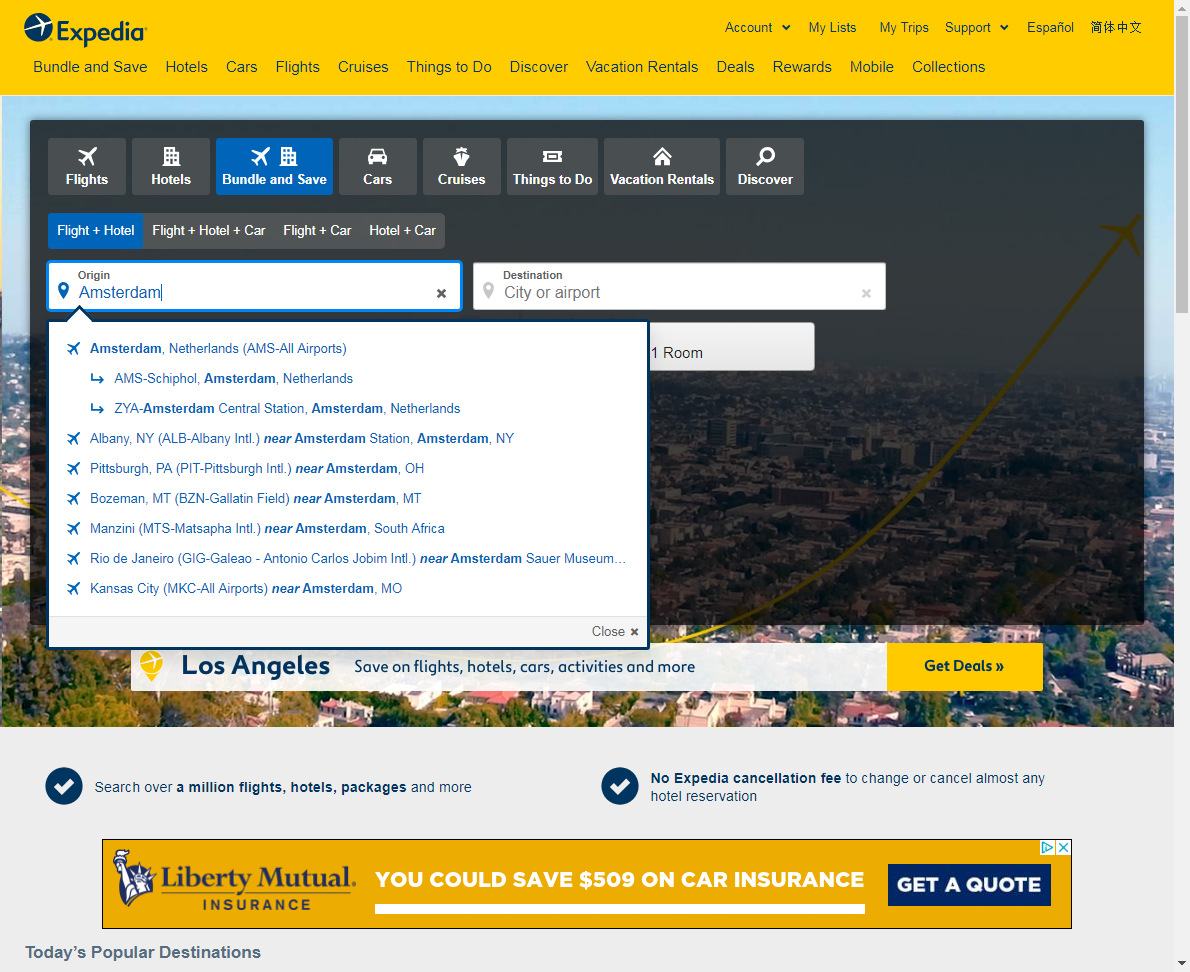 Expedia
Account
My Lists
My Trips
Support
Español
简体中文
Bundle and Save
Hotels
Cars
Flights
Cruises
Things to Do
Discover
Vacation Rentals
Deals
Rewards
Mobile
Collections
Flights
Hotels
Bundle and Save
Cars
Cruises
Things to Do
Vacation Rentals
Discover
Flight + Hotel
Flight + Hotel + Car
Flight + Car
Hotel + Car
Origin
Amsterdam
Destination
City or airport
1 Room
Amsterdam, Netherlands (AMS-All Airports)
AMS-Schiphol, Amsterdam, Netherlands
ZYA-Amsterdam Central Station, Amsterdam, Netherlands
Albany, NY (ALB-Albany Intl.) near Amsterdam Station, Amsterdam, NY
Pittsburgh, PA (PIT-Pittsburgh Intl.) near Amsterdam, OH
Bozeman, MT (BZN-Gallatin Field) near Amsterdam, MT
Manzini (MTS-Matsapha Intl.) near Amsterdam, South Africa
Rio de Janeiro (GIG-Galeao - Antonio Carlos Jobim Intl.) near Amsterdam Sauer Museum...
Kansas City (MKC-All Airports) near Amsterdam, MO
Close
Los Angeles
Save on flights, hotels, cars, activities and more
Get Deals »
Search over a million flights, hotels, packages and more
No Expedia cancellation fee to change or cancel almost any
hotel reservation
Liberty Mutual.
INSURANCE
YOU COULD SAVE $509 ON CAR INSURANCE
GET A QUOTE
Today's Popular Destinations